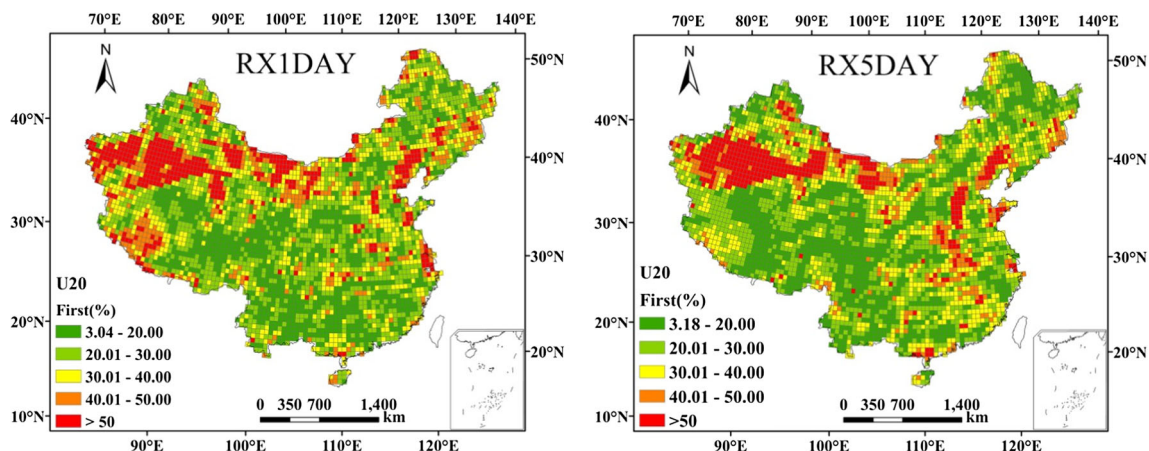 70°E 80°E 90°E 100°E 110°E 120°E 130°E 140°E
N
RX1DAY
50°N
40°N
40°N
30°N
30°N
20°N
20°N
10°N
U20
First(%)
3.04 - 20.00
20.01 - 30.00
30.01 - 40.00
40.01 - 50.00
> 50
0 350 700 1,400
km
90°E 100°E 110°E 120°E
70°E 80°E 90°E 100°E 110°E 120°E 130°E 140°E
N
RX5DAY
50°N
40°N
40°N
30°N
30°N
20°N
20°N
10°N
U20
First(%)
3.18 - 20.00
20.01 - 30.00
30.01 - 40.00
40.01 - 50.00
>50
0 350 700 1,400
km
90°E 100°E 110°E 120°E